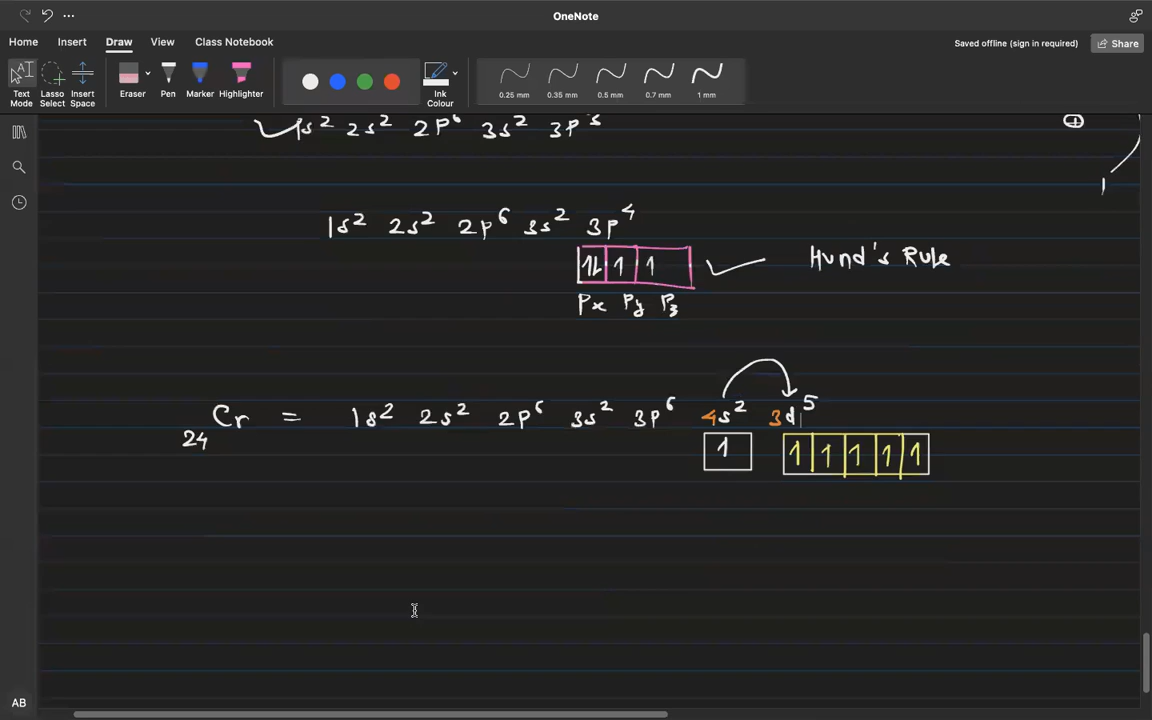 OneNote
Home Insert Draw View Class Notebook
Saved offline (sign in required) Share
Text Mode
Lasso Select
Insert Space
Eraser
Pen
Marker
Highlighter
Ink Colour
0.25 mm 0.35 mm 0.5 mm 0.7 mm 1 mm
1s² 2s² 2p⁶ 3s² 3p
1s² 2s² 2p⁶ 3s² 3p⁴
1L 1 1 Hund's Rule
Px Py Pz
₂₄Cr = 1s² 2s² 2p⁶ 3s² 3p⁶ 4s² 3d⁵
1 1 1 1 1 1
AB